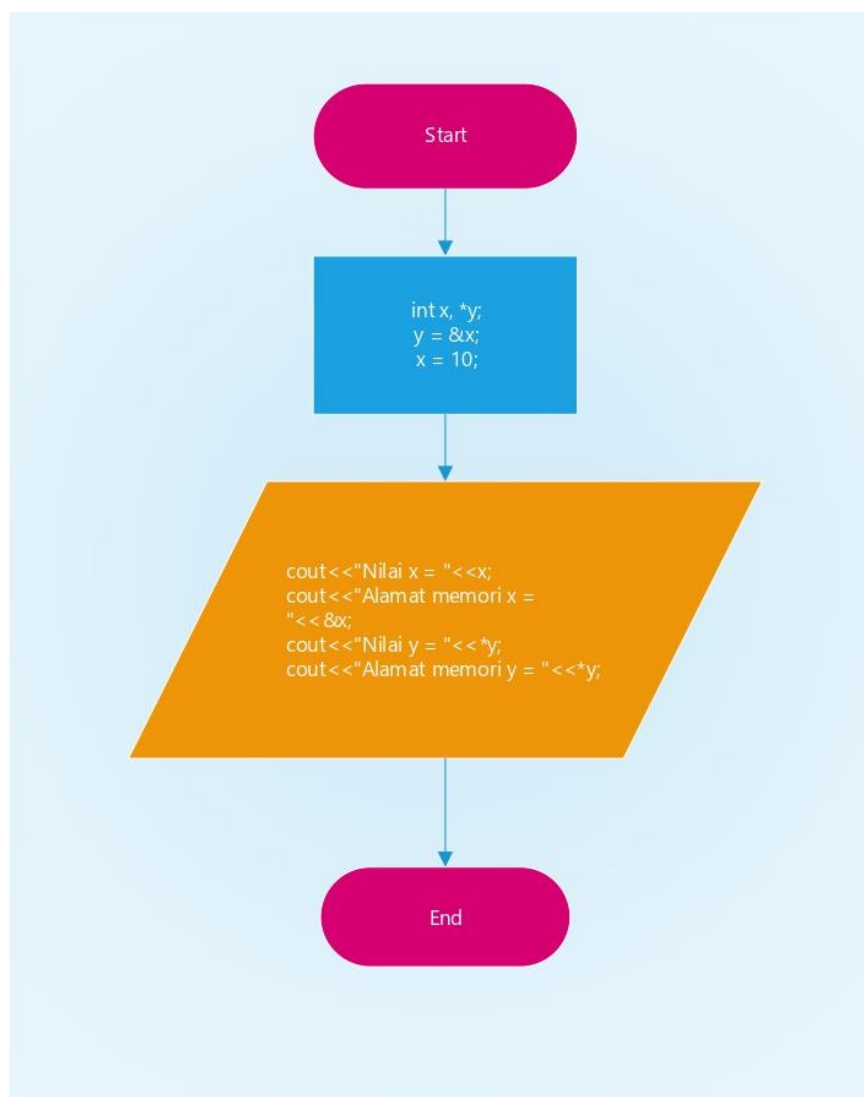 Start
int x, *y;
y = &x;
x = 10;
cout<<"Nilai x = "<<x;
cout<<"Alamat memori x =
"<< &x;
cout<<"Nilai y = "<<*y;
cout<<"Alamat memori y = "<<*y;
End